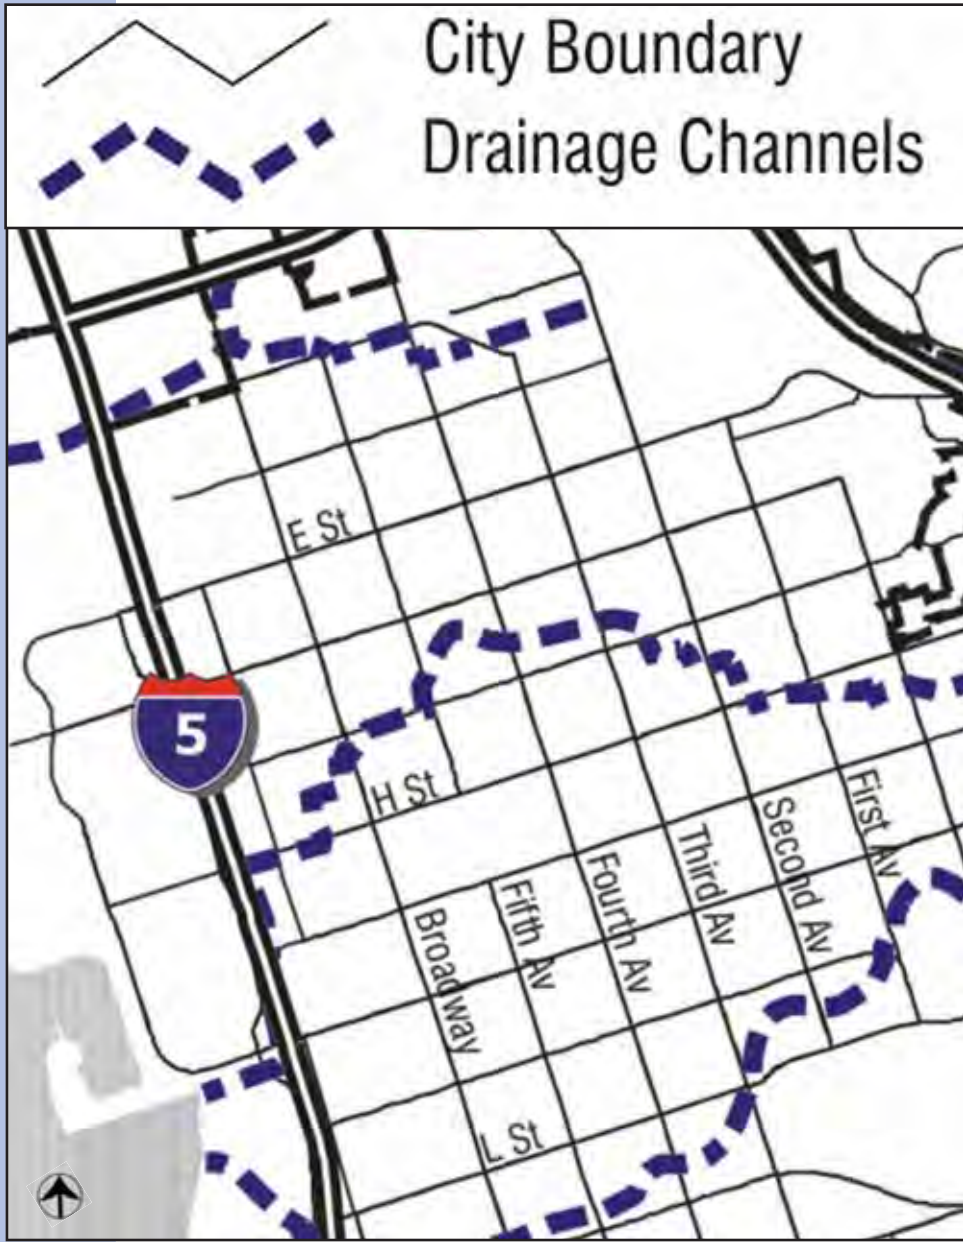 City Boundary
Drainage Channels
E St
5
H St
First Av
Second Av
Third Av
Fourth Av
Fifth Av
Broadway
L St